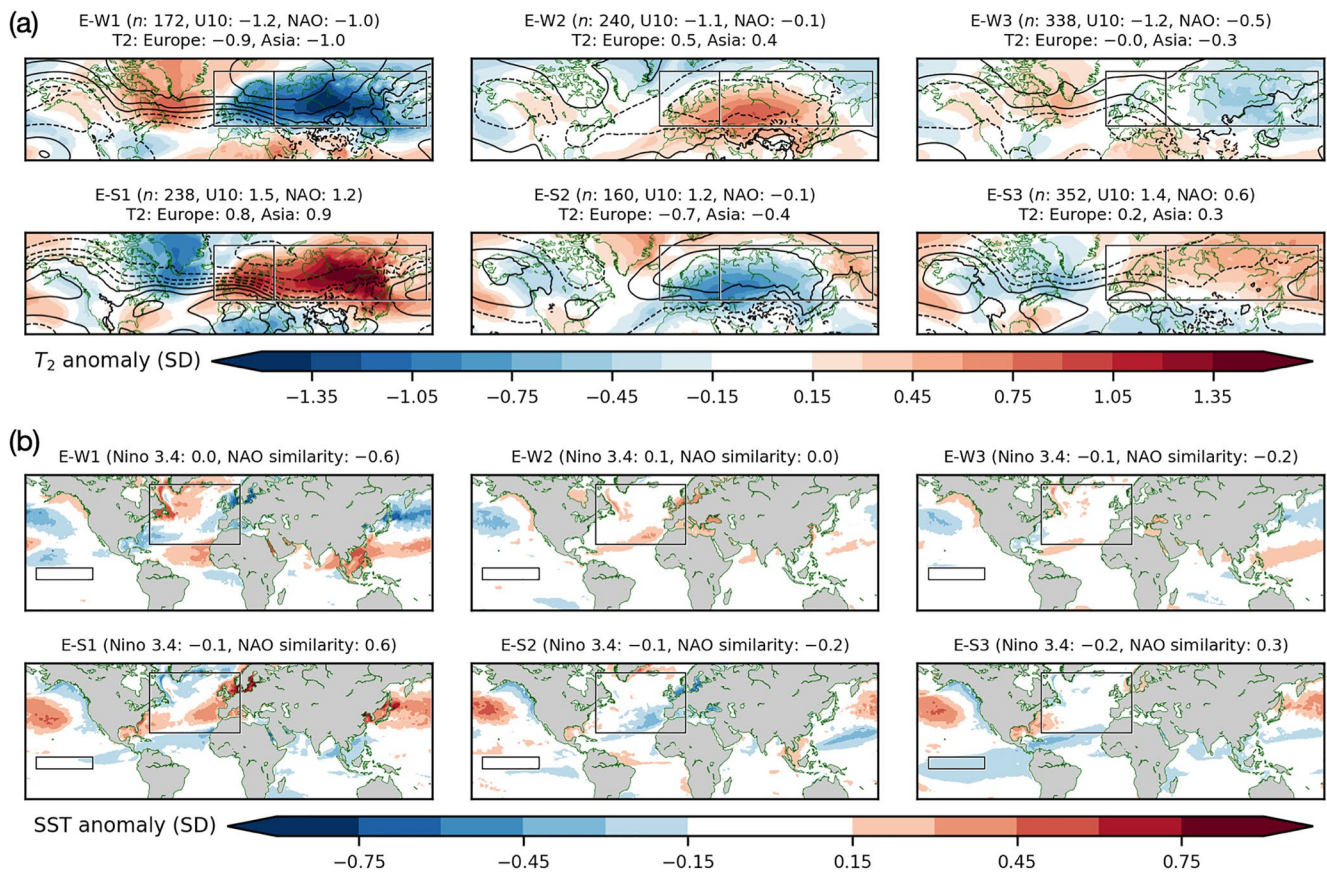 (a)
E-W1 (n: 172, U10: −1.2, NAO: −1.0)
T2: Europe: −0.9, Asia: −1.0
E-W2 (n: 240, U10: −1.1, NAO: −0.1)
T2: Europe: 0.5, Asia: 0.4
E-W3 (n: 338, U10: −1.2, NAO: −0.5)
T2: Europe: −0.0, Asia: −0.3
E-S1 (n: 238, U10: 1.5, NAO: 1.2)
T2: Europe: 0.8, Asia: 0.9
E-S2 (n: 160, U10: 1.2, NAO: −0.1)
T2: Europe: −0.7, Asia: −0.4
E-S3 (n: 352, U10: 1.4, NAO: 0.6)
T2: Europe: 0.2, Asia: 0.3
T₂ anomaly (SD)
−1.35 −1.05 −0.75 −0.45 −0.15 0.15 0.45 0.75 1.05 1.35
(b)
E-W1 (Nino 3.4: 0.0, NAO similarity: −0.6)
E-W2 (Nino 3.4: 0.1, NAO similarity: 0.0)
E-W3 (Nino 3.4: −0.1, NAO similarity: −0.2)
E-S1 (Nino 3.4: −0.1, NAO similarity: 0.6)
E-S2 (Nino 3.4: −0.1, NAO similarity: −0.2)
E-S3 (Nino 3.4: −0.2, NAO similarity: 0.3)
SST anomaly (SD)
−0.75 −0.45 −0.15 0.15 0.45 0.75